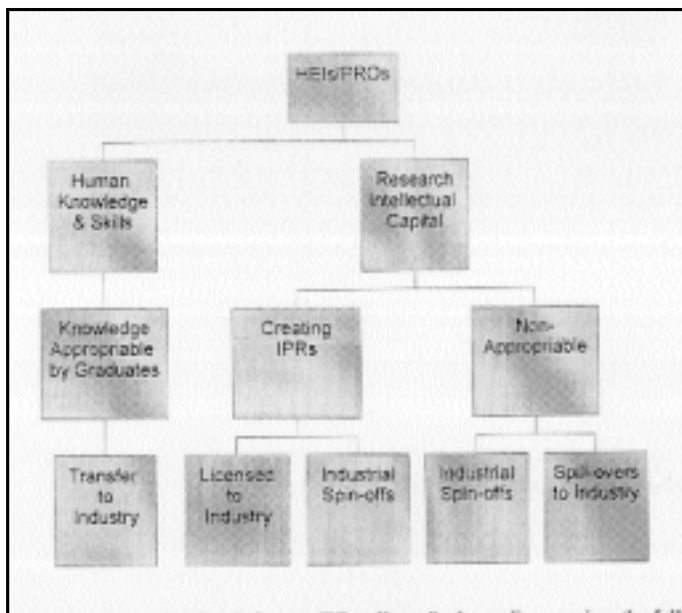 HEIs/PROs
Human
Knowledge
& Skills
Research
Intellectual
Capital
Knowledge
Appropriable
by Graduates
Creating
IPRs
Non-
Appropriable
Transfer
to
Industry
Licensed
to
Industry
Industrial
Spin-offs
Industrial
Spin-offs
Spill-overs
to Industry